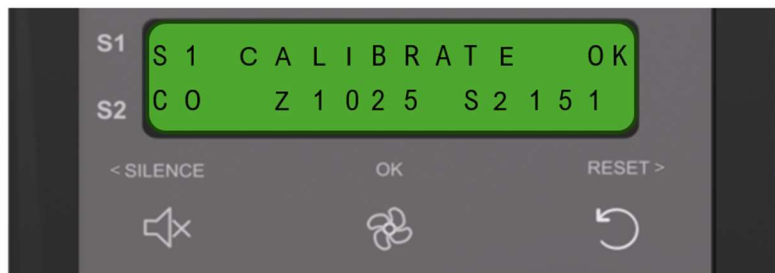 S1
S1 CALIBRATE OK
S2
CO Z1025 S2151
< SILENCE OK RESET >